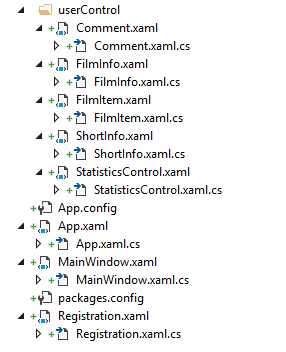 userControl
Comment.xaml
Comment.xaml.cs
FilmInfo.xaml
FilmInfo.xaml.cs
FilmItem.xaml
FilmItem.xaml.cs
ShortInfo.xaml
ShortInfo.xaml.cs
StatisticsControl.xaml
StatisticsControl.xaml.cs
App.config
App.xaml
App.xaml.cs
MainWindow.xaml
MainWindow.xaml.cs
packages.config
Registration.xaml
Registration.xaml.cs